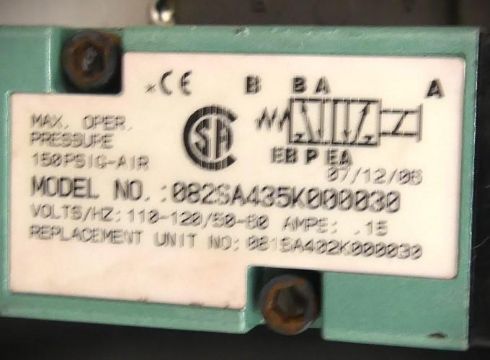 *CE B B A A
MAX. OPER.
PRESSURE
150PSIG-AIR
SA
EB P EA
07/12/06
MODEL NO.:082SA435K000030
VOLTS/HZ:110-120/50-60 AMPS: .15
REPLACEMENT UNIT NO: 081SA402K000030